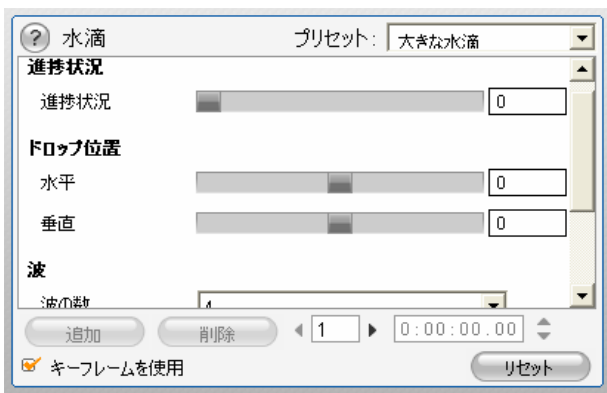 ? 水滴 プリセット: 大きな水滴
進捗状況
進捗状況 0
ドロップ位置
水平 0
垂直 0
波
波の数 4
追加 削除 1 0:00:00.00
キーフレームを使用 リセット